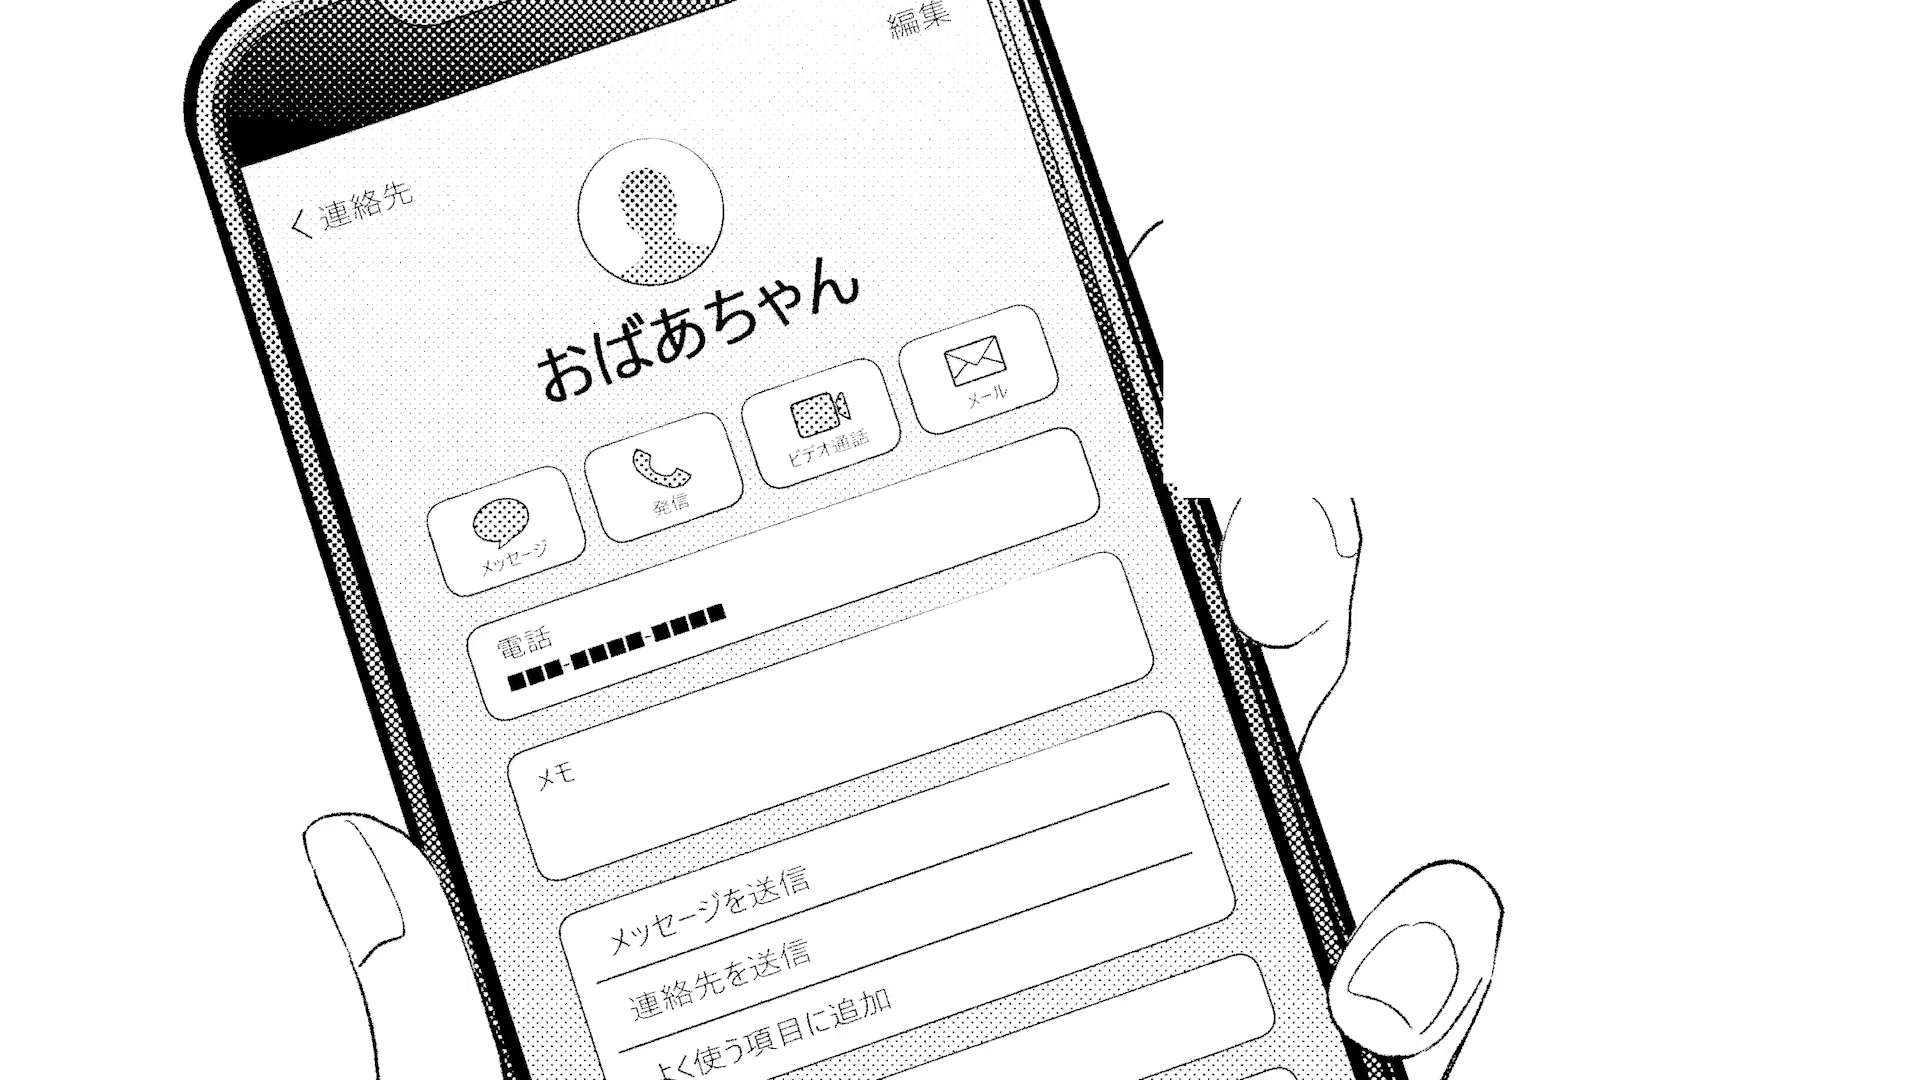 編集
連絡先
おばあちゃん
メッセージ
発信
ビデオ通話
メール
電話
■■■-■■■■-■■■■
メモ
メッセージを送信
連絡先を送信
よく使う項目に追加